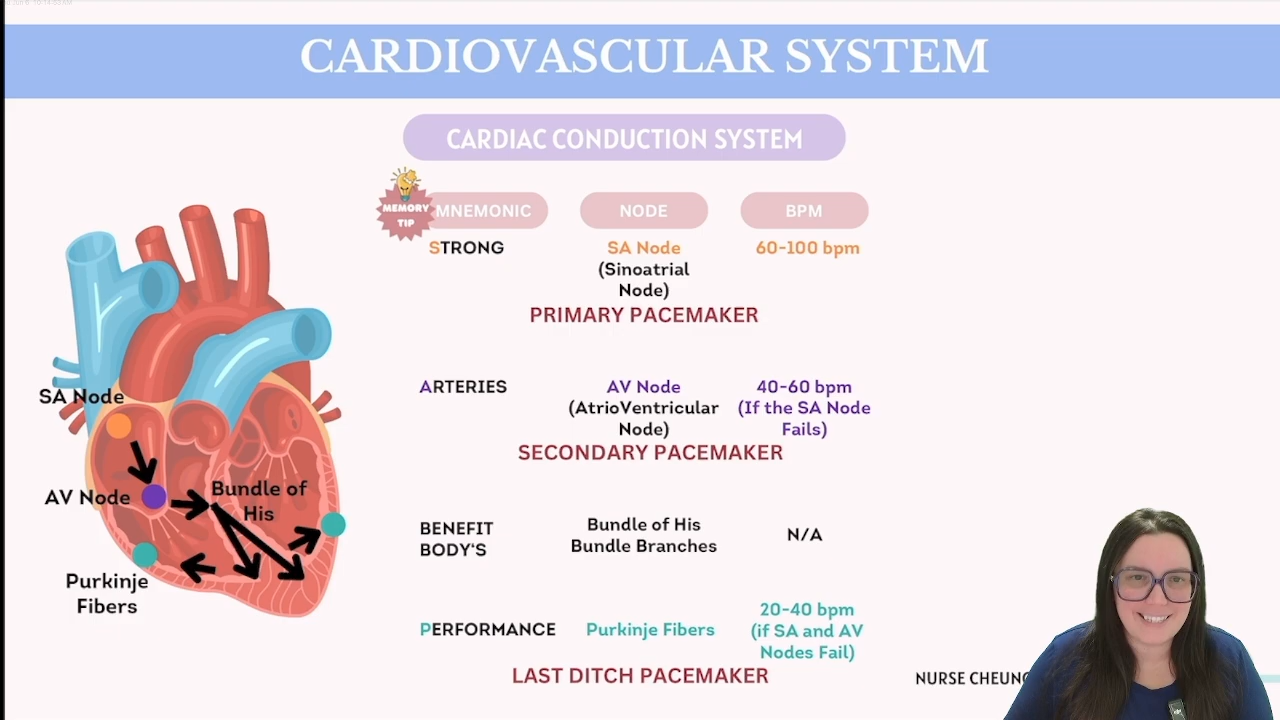 CARDIOVASCULAR SYSTEM
CARDIAC CONDUCTION SYSTEM
MEMORY
TIP
MNEMONIC
NODE
BPM
STRONG
SA Node
(Sinoatrial
Node)
60-100 bpm
PRIMARY PACEMAKER
ARTERIES
AV Node
(AtrioVentricular
Node)
40-60 bpm
(If the SA Node
Fails)
SECONDARY PACEMAKER
BENEFIT
BODY'S
Bundle of His
Bundle Branches
N/A
PERFORMANCE
Purkinje Fibers
20-40 bpm
(if SA and AV
Nodes Fail)
LAST DITCH PACEMAKER
SA Node
AV Node
Bundle of
His
Purkinje
Fibers
NURSE CHEUNG